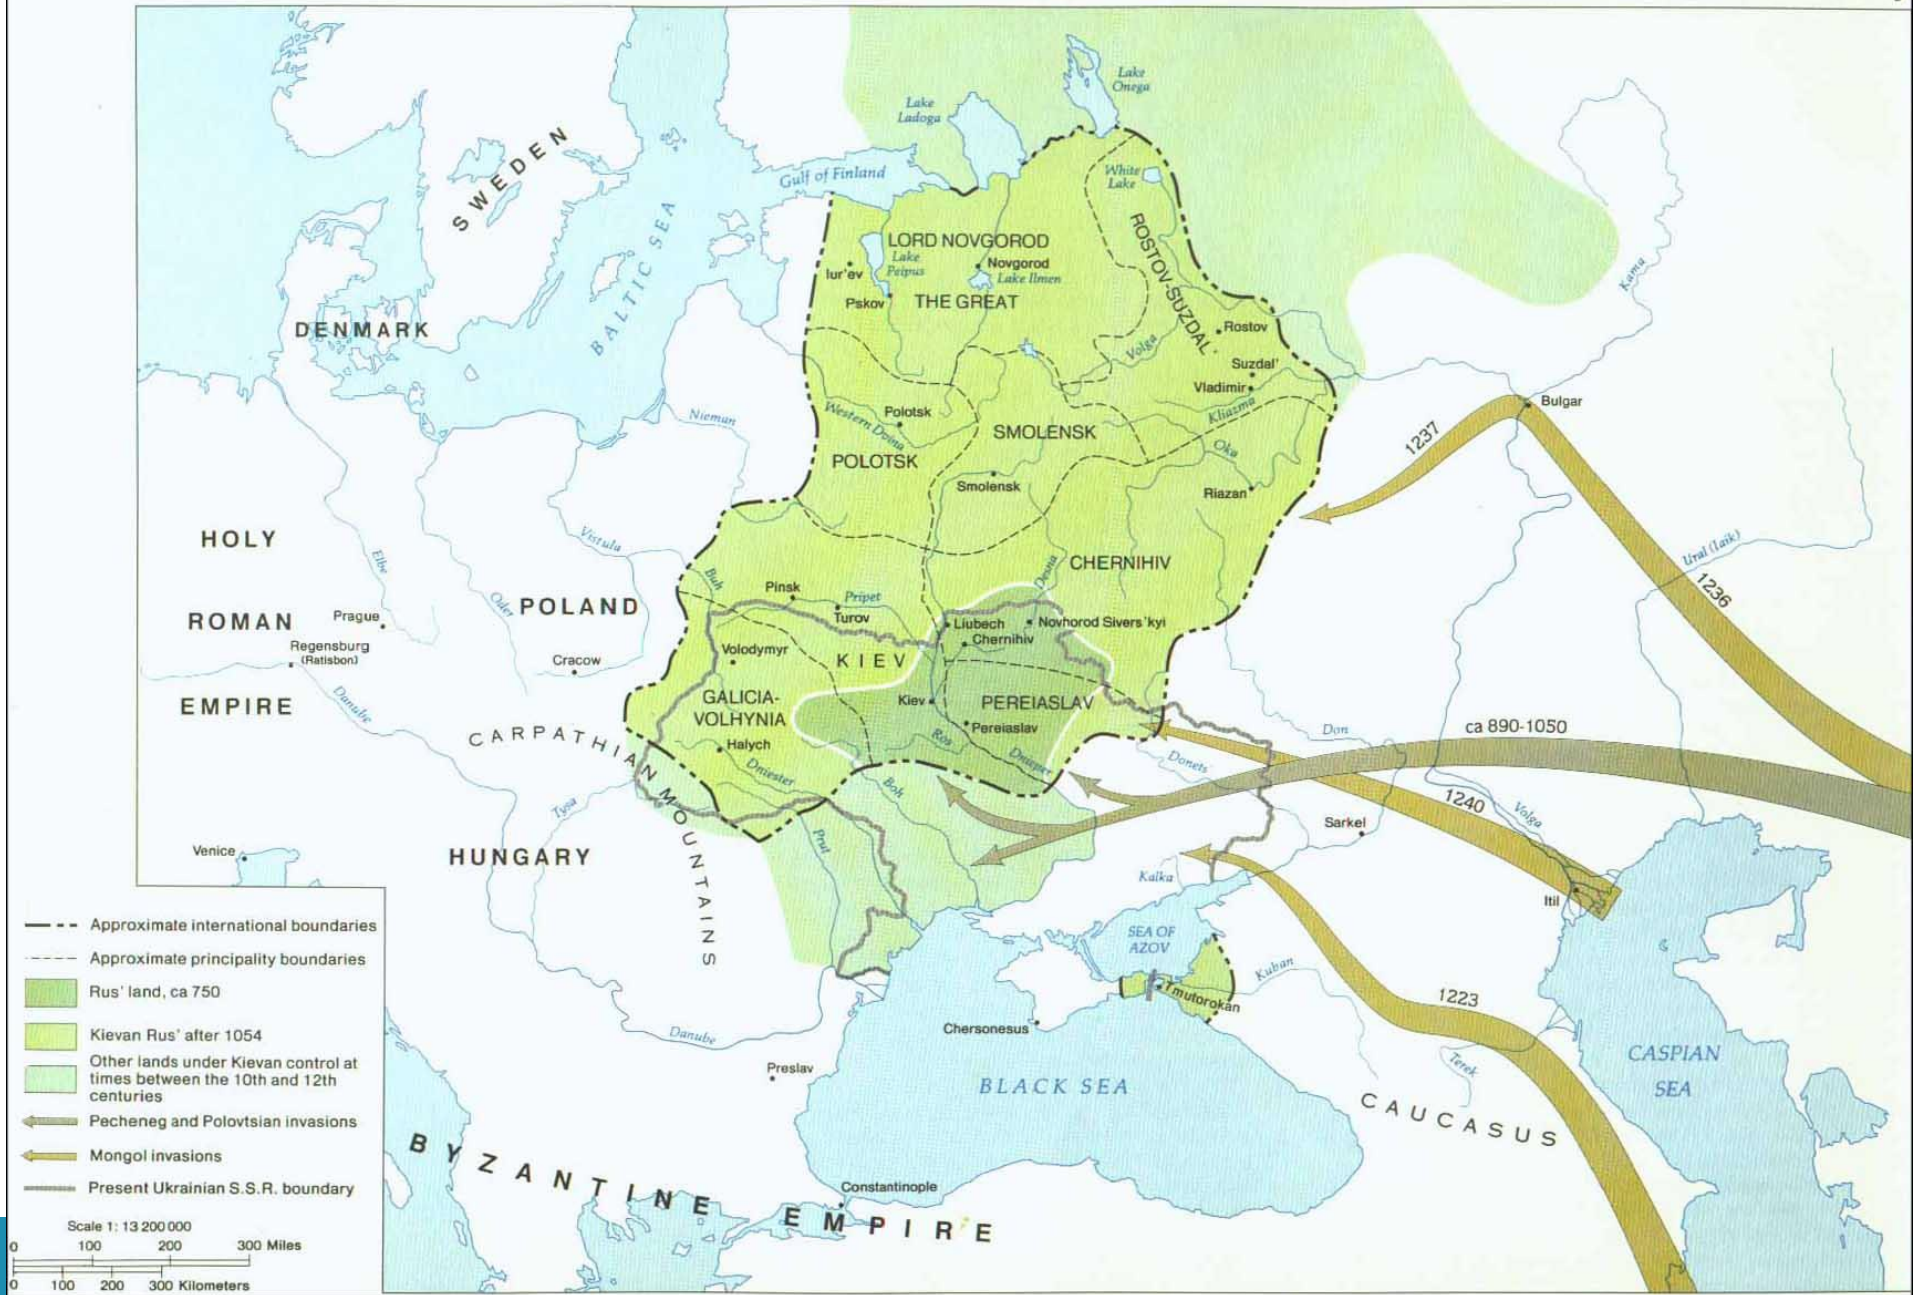 Lake
Onega
Lake
Ladoga
SWEDEN
Gulf of Finland
White
Lake
BALTIC SEA
LORD NOVGOROD
Lake
Peipus
Novgorod
Lake Ilmen
Iur'ev
Pskov
THE GREAT
ROSTOV-SUZDAL'
Kama
DENMARK
Rostov
Volga
Suzdal'
Vladimir
Kliazma
Bulgar
Nieman
Polotsk
Western Dvina
SMOLENSK
1237
Oka
POLOTSK
Smolensk
Riazan
HOLY
Vistula
Ural (Iaik)
Elbe
CHERNIHIV
Desna
Buh
Pinsk
Pripet
1236
Oder
POLAND
Turov
ROMAN
Prague
Liubech
Novhorod Sivers'kyi
Chernihiv
Regensburg
(Ratisbon)
Cracow
Volodymyr
KIEV
EMPIRE
Danube
GALICIA-
VOLHYNIA
Kiev
PEREIASLAV
Pereiaslav
CARPATHIAN MOUNTAINS
Halych
Ros
Dnieper
Don
ca 890-1050
Donets
Dniester
Boh
Tysa
1240
Volga
Sarkel
Prut
Venice
HUNGARY
Kalka
Itil
SEA OF
AZOV
Kuban
Tmutorokan
1223
Chersonesus
Danube
Preslav
BLACK SEA
Terek
CASPIAN
SEA
CAUCASUS
BYZANTINE EMPIRE
Constantinople
Approximate international boundaries
Approximate principality boundaries
Rus' land, ca 750
Kievan Rus' after 1054
Other lands under Kievan control at
times between the 10th and 12th
centuries
Pecheneg and Polovtsian invasions
Mongol invasions
Present Ukrainian S.S.R. boundary
Scale 1: 13 200 000
0 100 200 300 Miles
0 100 200 300 Kilometers